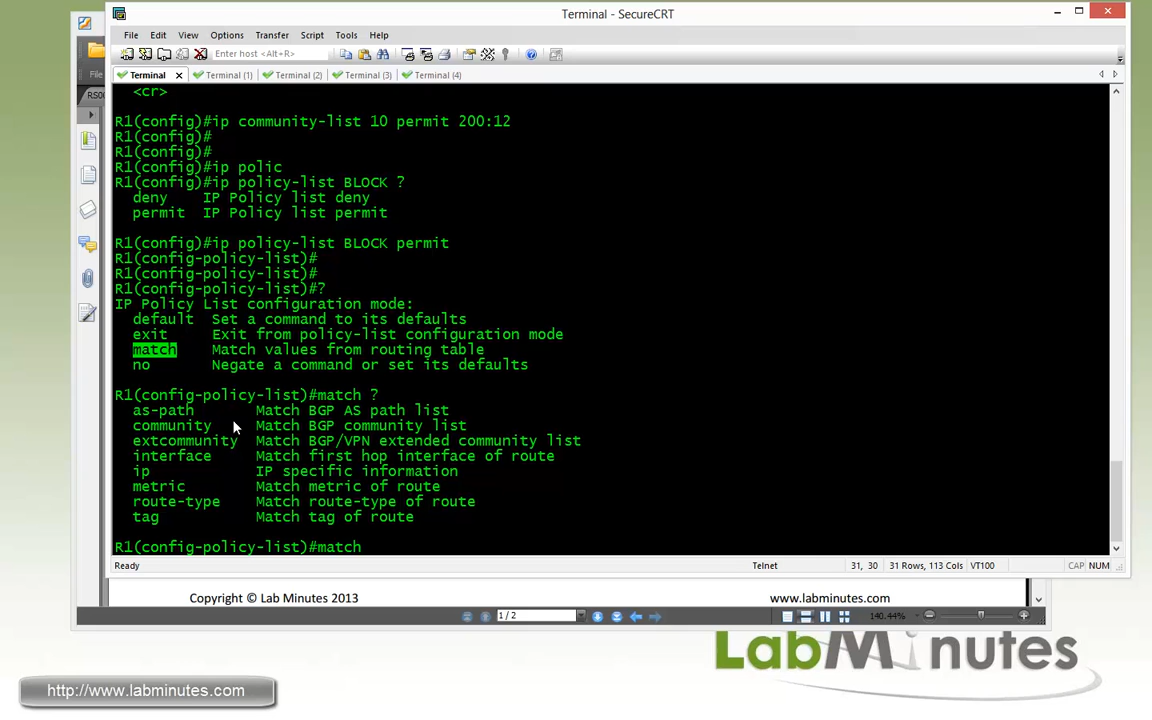 Terminal - SecureCRT
File Edit View Options Transfer Script Tools Help
Enter host <Alt+R>
Terminal Terminal (1) Terminal (2) Terminal (3) Terminal (4)
<cr>
R1(config)#ip community-list 10 permit 200:12
R1(config)#
R1(config)#
R1(config)#ip polic
R1(config)#ip policy-list BLOCK ?
deny IP Policy list deny
permit IP Policy list permit
R1(config)#ip policy-list BLOCK permit
R1(config-policy-list)#
R1(config-policy-list)#
R1(config-policy-list)#?
IP Policy List configuration mode:
default Set a command to its defaults
exit Exit from policy-list configuration mode
match Match values from routing table
no Negate a command or set its defaults
R1(config-policy-list)#match ?
as-path Match BGP AS path list
community Match BGP community list
extcommunity Match BGP/VPN extended community list
interface Match first hop interface of route
ip IP specific information
metric Match metric of route
route-type Match route-type of route
tag Match tag of route
R1(config-policy-list)#match
Ready Telnet 31, 30 31 Rows, 113 Cols VT100 CAP NUM
Copyright © Lab Minutes 2013 www.labminutes.com
1 / 2 140.44%
LabMinutes
http://www.labminutes.com